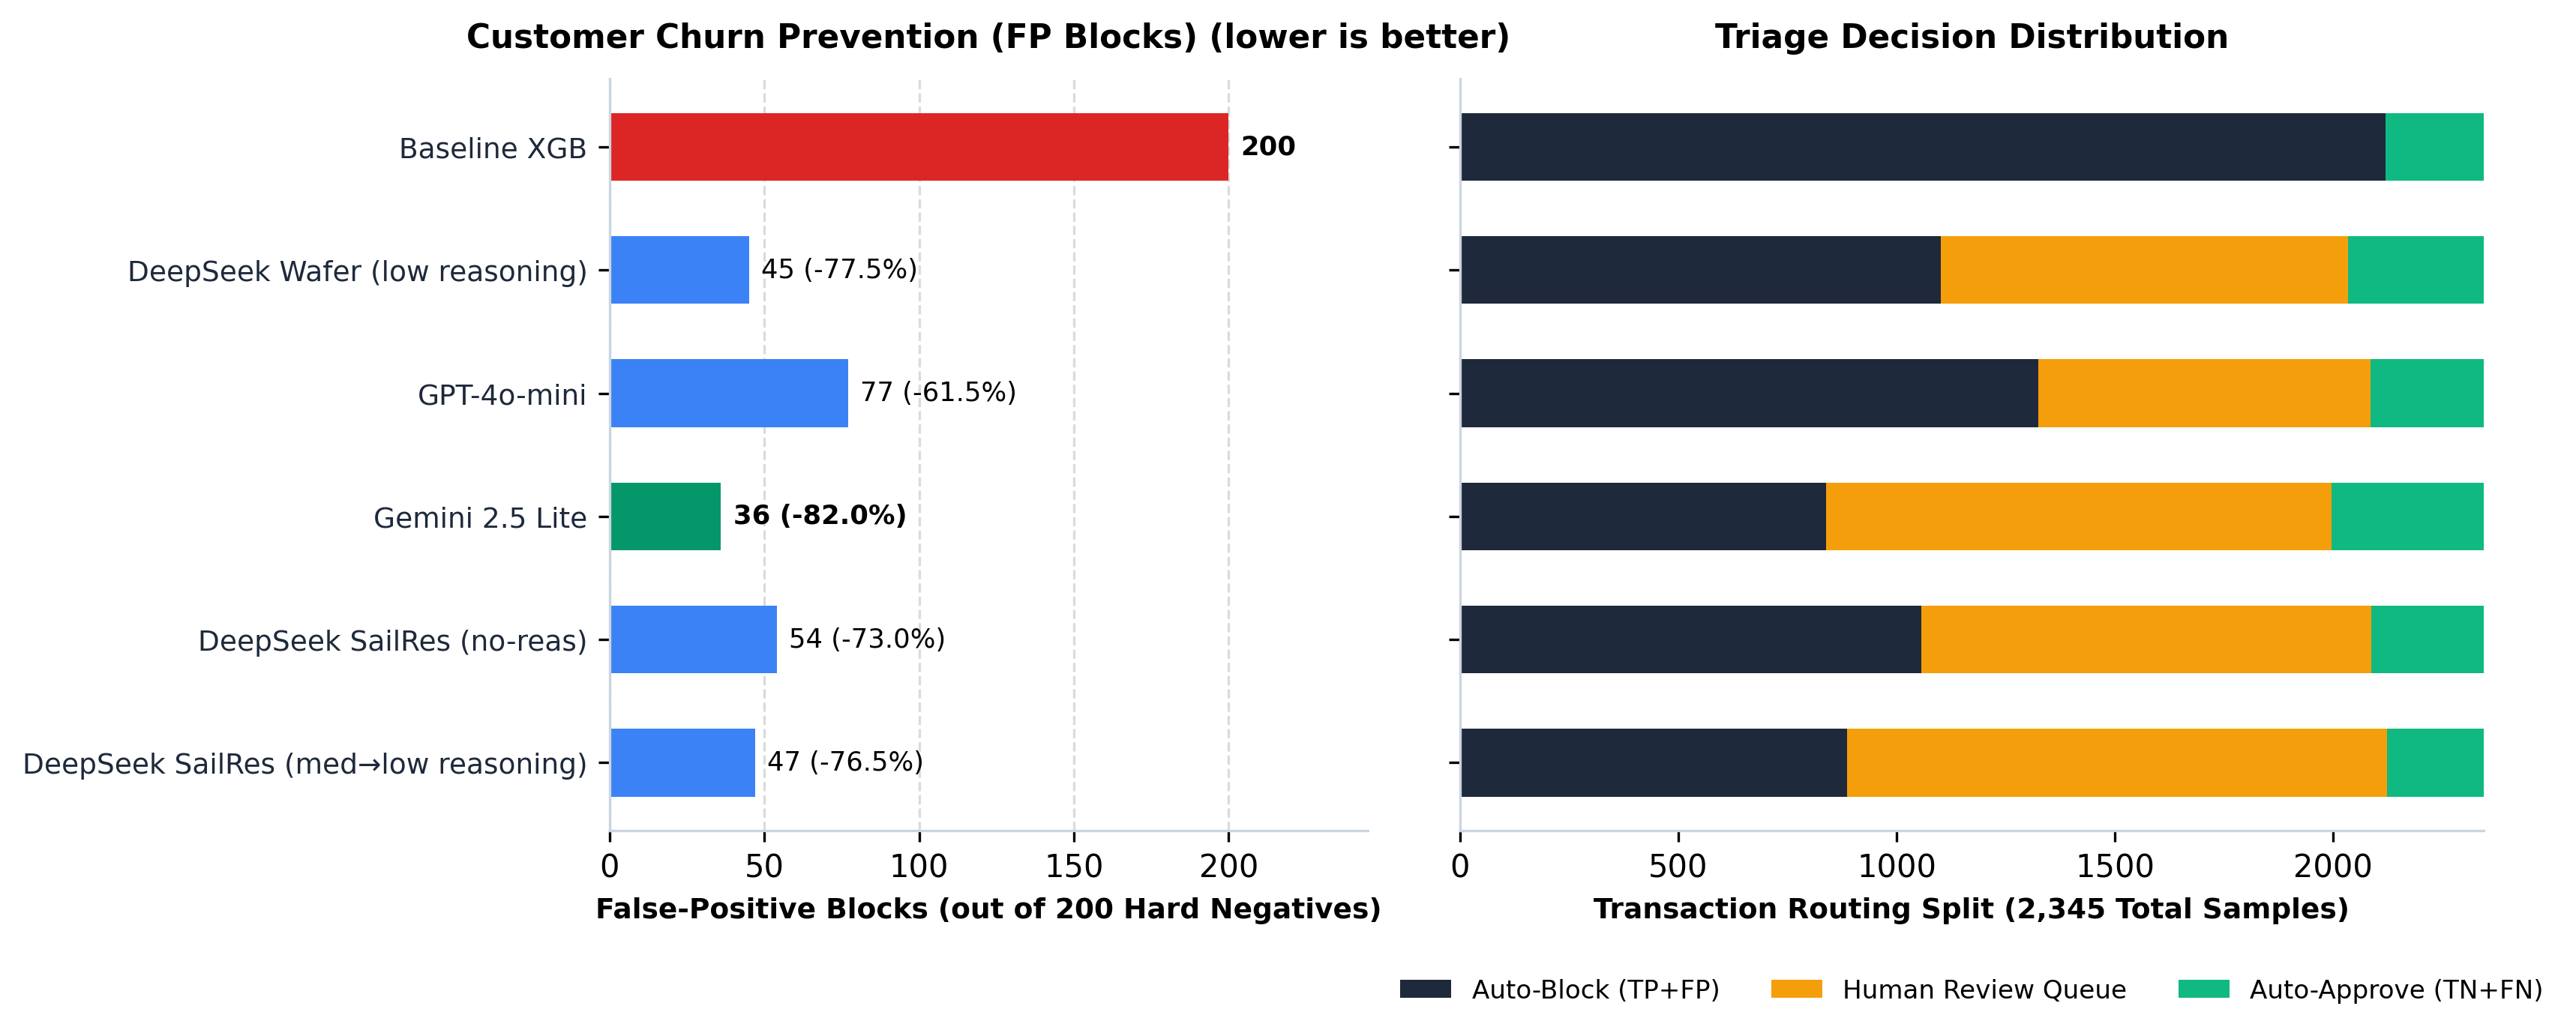 Customer Churn Prevention (FP Blocks) (lower is better)
Baseline XGB
200
DeepSeek Wafer (low reasoning)
45 (-77.5%)
GPT-4o-mini
77 (-61.5%)
Gemini 2.5 Lite
36 (-82.0%)
DeepSeek SailRes (no-reas)
54 (-73.0%)
DeepSeek SailRes (med→low reasoning)
47 (-76.5%)
0 50 100 150 200
False-Positive Blocks (out of 200 Hard Negatives)
Triage Decision Distribution
0 500 1000 1500 2000
Transaction Routing Split (2,345 Total Samples)
Auto-Block (TP+FP) Human Review Queue Auto-Approve (TN+FN)